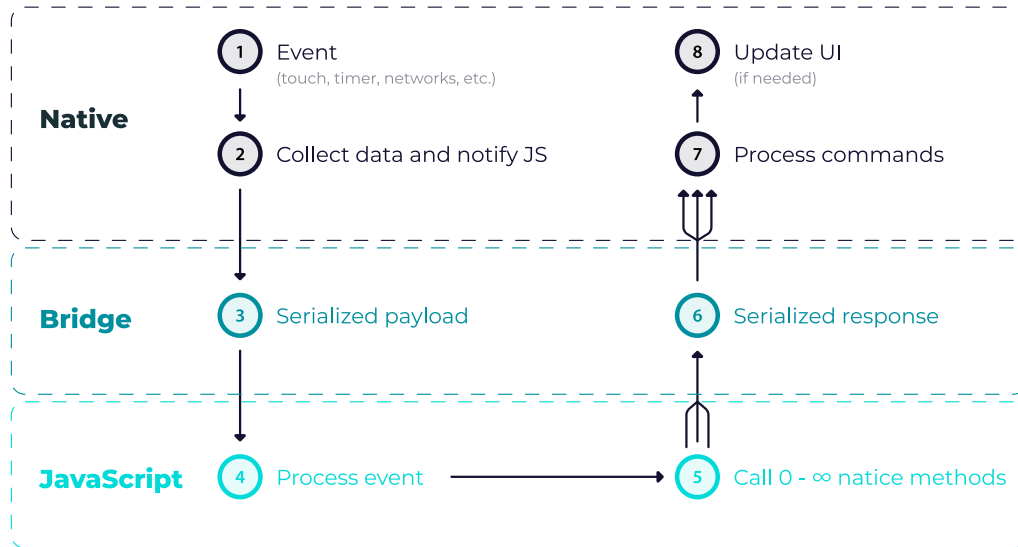 Native
1 Event
(touch, timer, networks, etc.)
2 Collect data and notify JS
8 Update UI
(if needed)
7 Process commands
Bridge
3 Serialized payload
6 Serialized response
JavaScript
4 Process event
5 Call 0 - ∞ natice methods